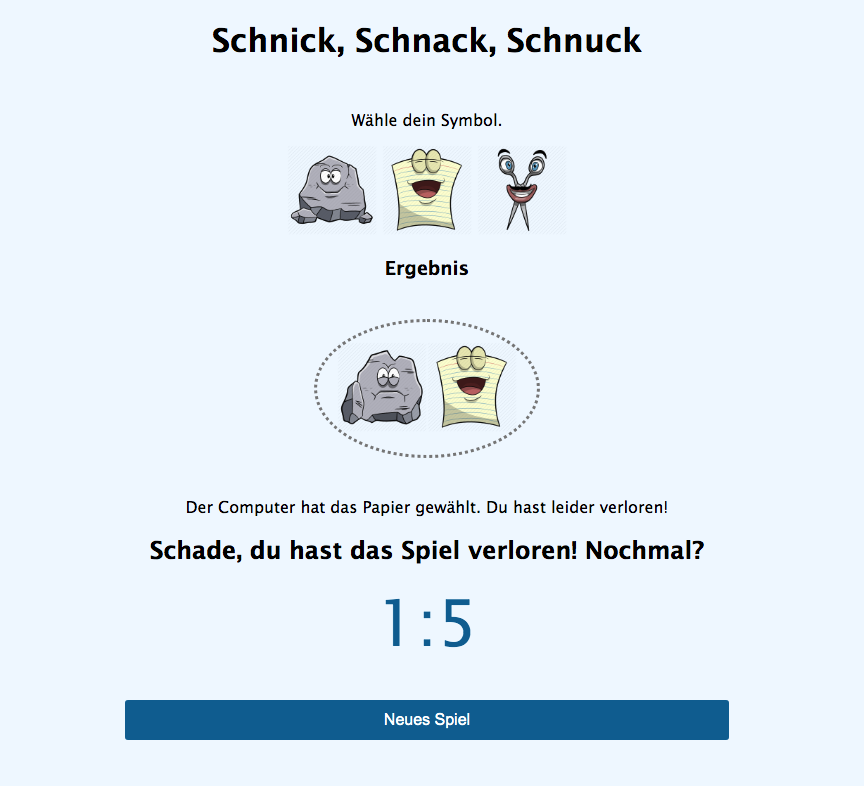 Schnick, Schnack, Schnuck
Wähle dein Symbol.
Ergebnis
Der Computer hat das Papier gewählt. Du hast leider verloren!
Schade, du hast das Spiel verloren! Nochmal?
1:5
Neues Spiel